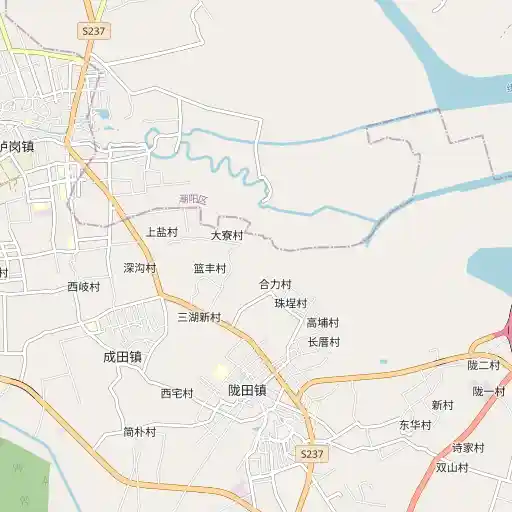 S237
胪岗镇
潮阳区
上盐村
大寮村
深沟村
篮丰村
村
西岐村
合力村
珠埕村
三湖新村
高埔村
长厝村
成田镇
陇二村
西宅村
陇田镇
陇一村
新村
东华村
简朴村
诗家村
S237
双山村